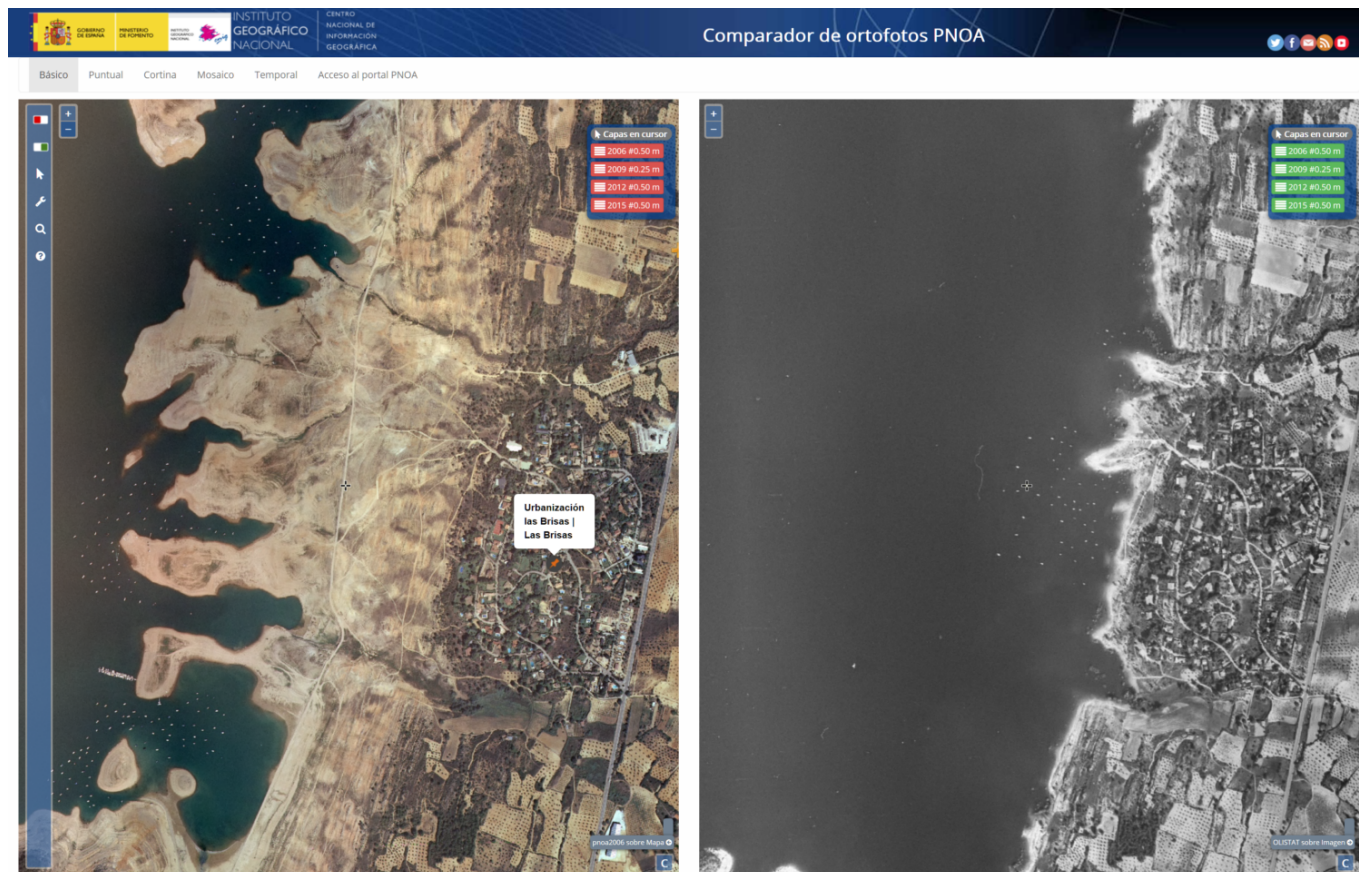 GOBIERNO
DE ESPAÑA
MINISTERIO
DE FOMENTO
INSTITUTO
GEOGRÁFICO
NACIONAL
CENTRO
NACIONAL DE
INFORMACIÓN
GEOGRÁFICA
Comparador de ortofotos PNOA
Básico Puntual Cortina Mosaico Temporal Acceso al portal PNOA
+
−
Capas en cursor
2006 #0.50 m
2009 #0.25 m
2012 #0.50 m
2015 #0.50 m
Urbanización
las Brisas |
Las Brisas
pnoa2006 sobre Mapa
C
+
−
Capas en cursor
2006 #0.50 m
2009 #0.25 m
2012 #0.50 m
2015 #0.50 m
OLISTAT sobre Imagen
C